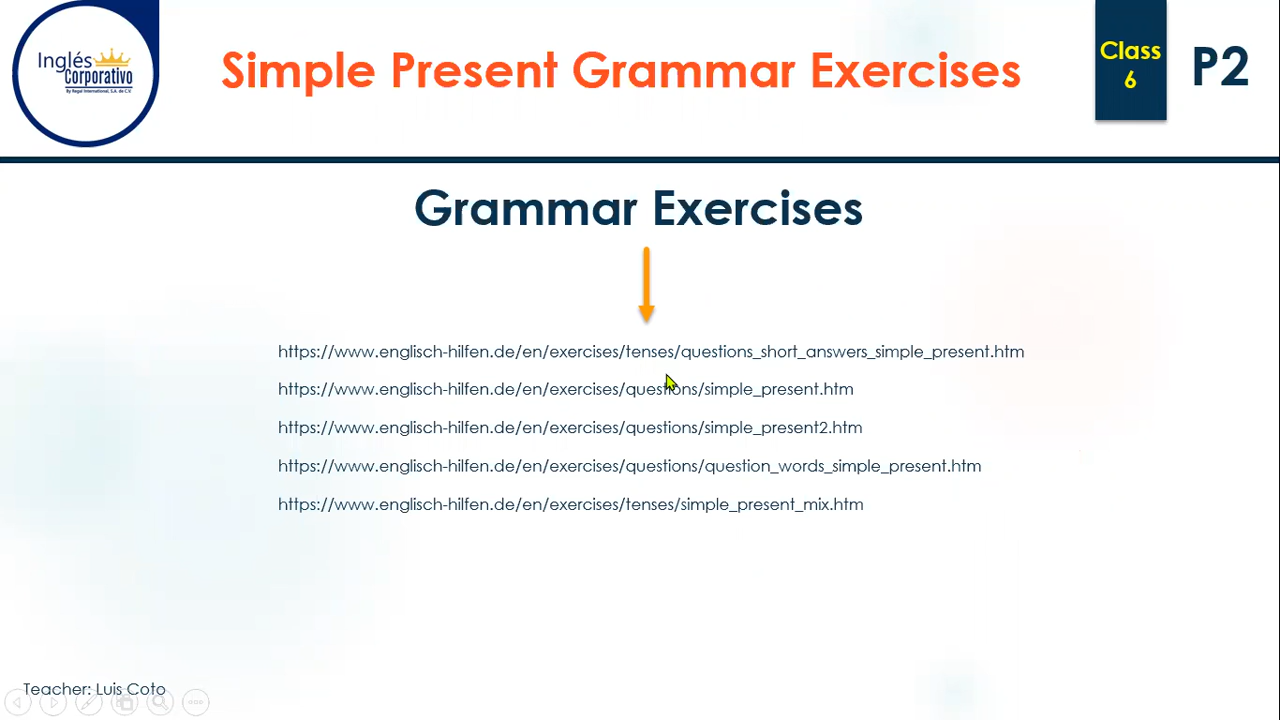 Inglés
Corporativo
By Regal International, S.A. de C.V.
Simple Present Grammar Exercises
Class
6
P2
Grammar Exercises
https://www.englisch-hilfen.de/en/exercises/tenses/questions_short_answers_simple_present.htm
https://www.englisch-hilfen.de/en/exercises/questions/simple_present.htm
https://www.englisch-hilfen.de/en/exercises/questions/simple_present2.htm
https://www.englisch-hilfen.de/en/exercises/questions/question_words_simple_present.htm
https://www.englisch-hilfen.de/en/exercises/tenses/simple_present_mix.htm
Teacher: Luis Coto